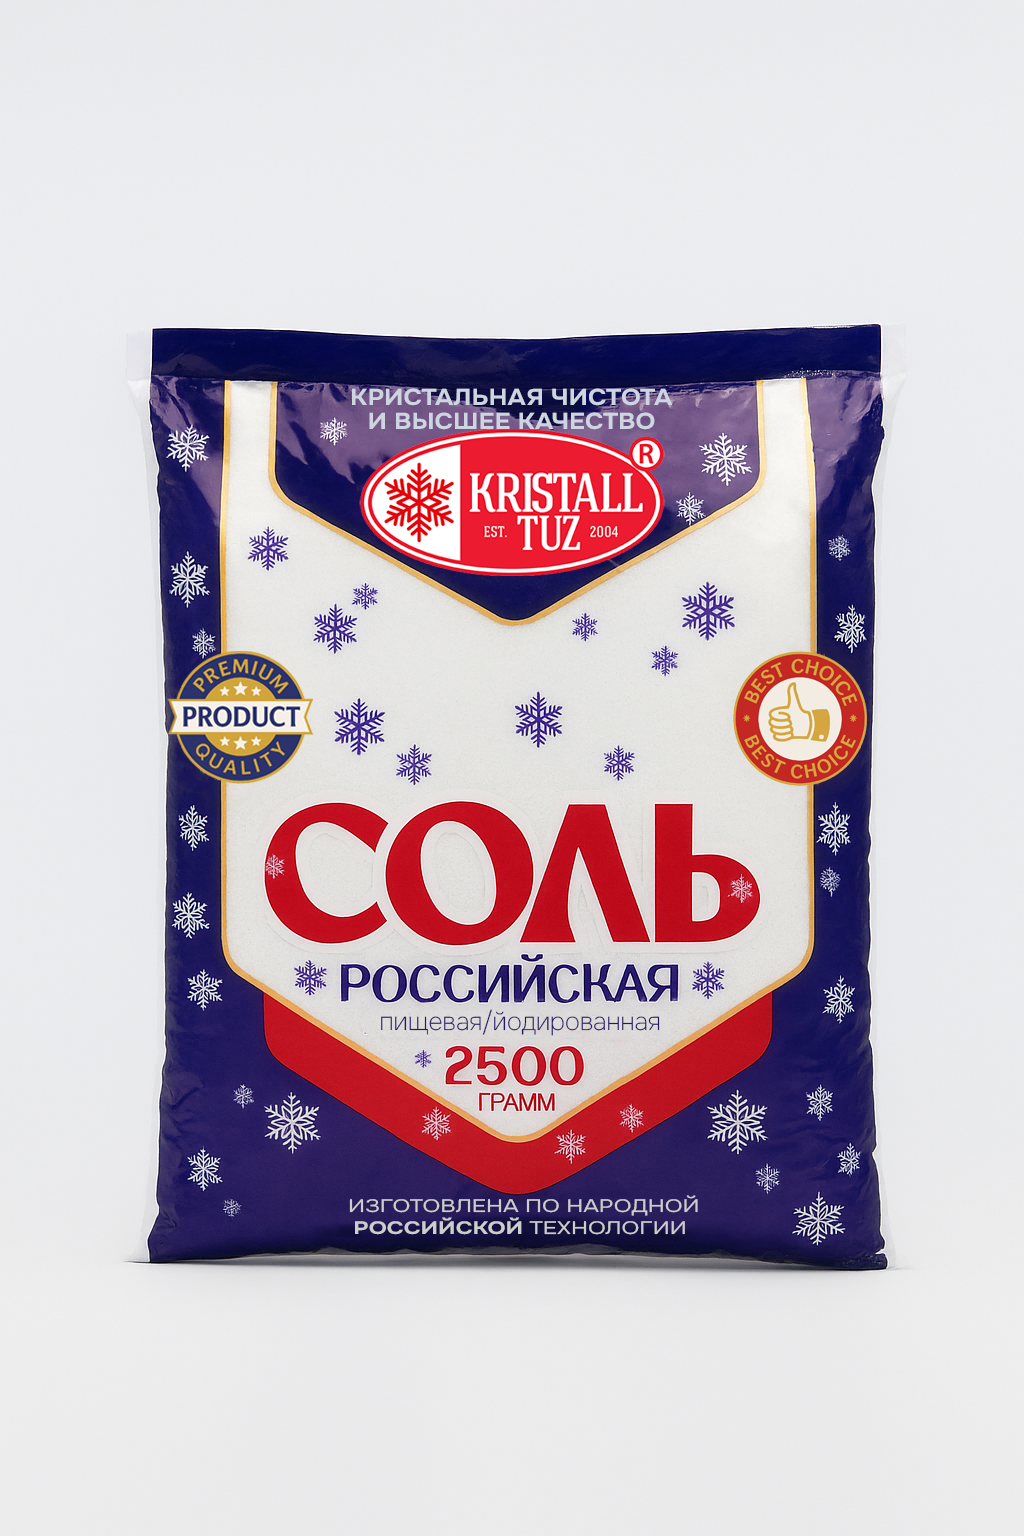 КРИСТАЛЬНАЯ ЧИСТОТА
И ВЫСШЕЕ КАЧЕСТВО
®
KRISTALL
EST. TUZ 2004
PREMIUM
PRODUCT
QUALITY
BEST CHOICE
BEST CHOICE
СОЛЬ
РОССИЙСКАЯ
пищевая/йодированная
2500
ГРАММ
ИЗГОТОВЛЕНА ПО НАРОДНОЙ
РОССИЙСКОЙ ТЕХНОЛОГИИ